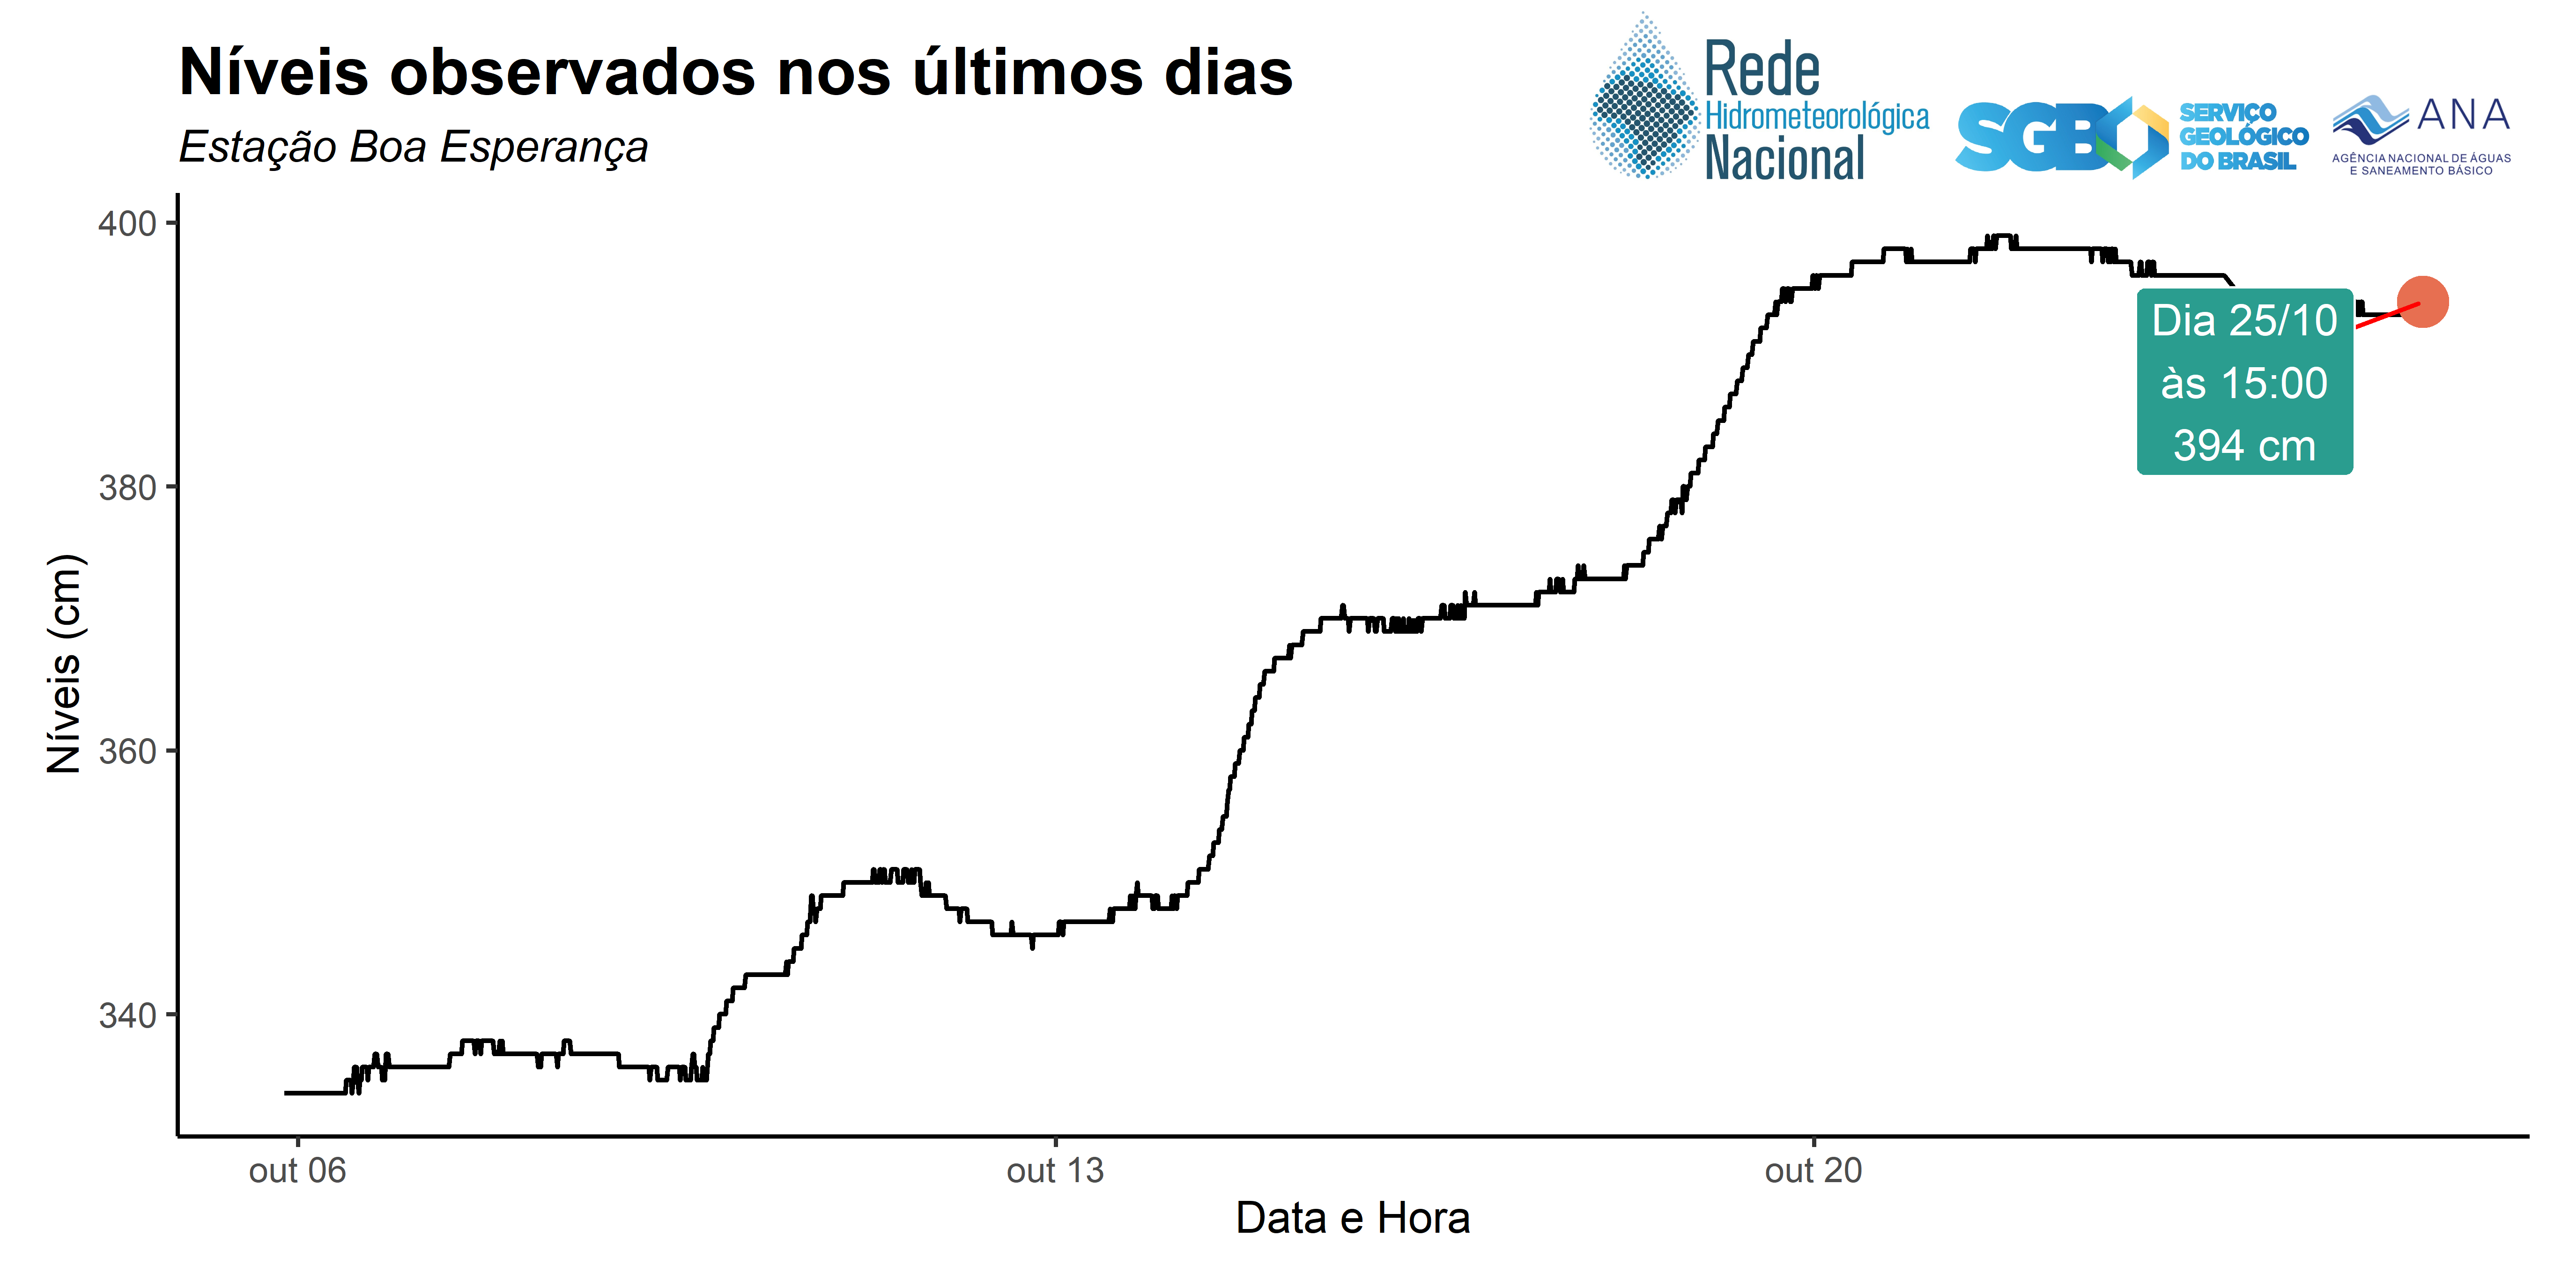 Níveis observados nos últimos dias
Estação Boa Esperança
Rede
Hidrometeorológica
Nacional
SGB
SERVIÇO
GEOLÓGICO
DO BRASIL
ANA
AGÊNCIA NACIONAL DE ÁGUAS
E SANEAMENTO BÁSICO
400
380
360
340
Níveis (cm)
Dia 25/10
às 15:00
394 cm
out 06
out 13
out 20
Data e Hora